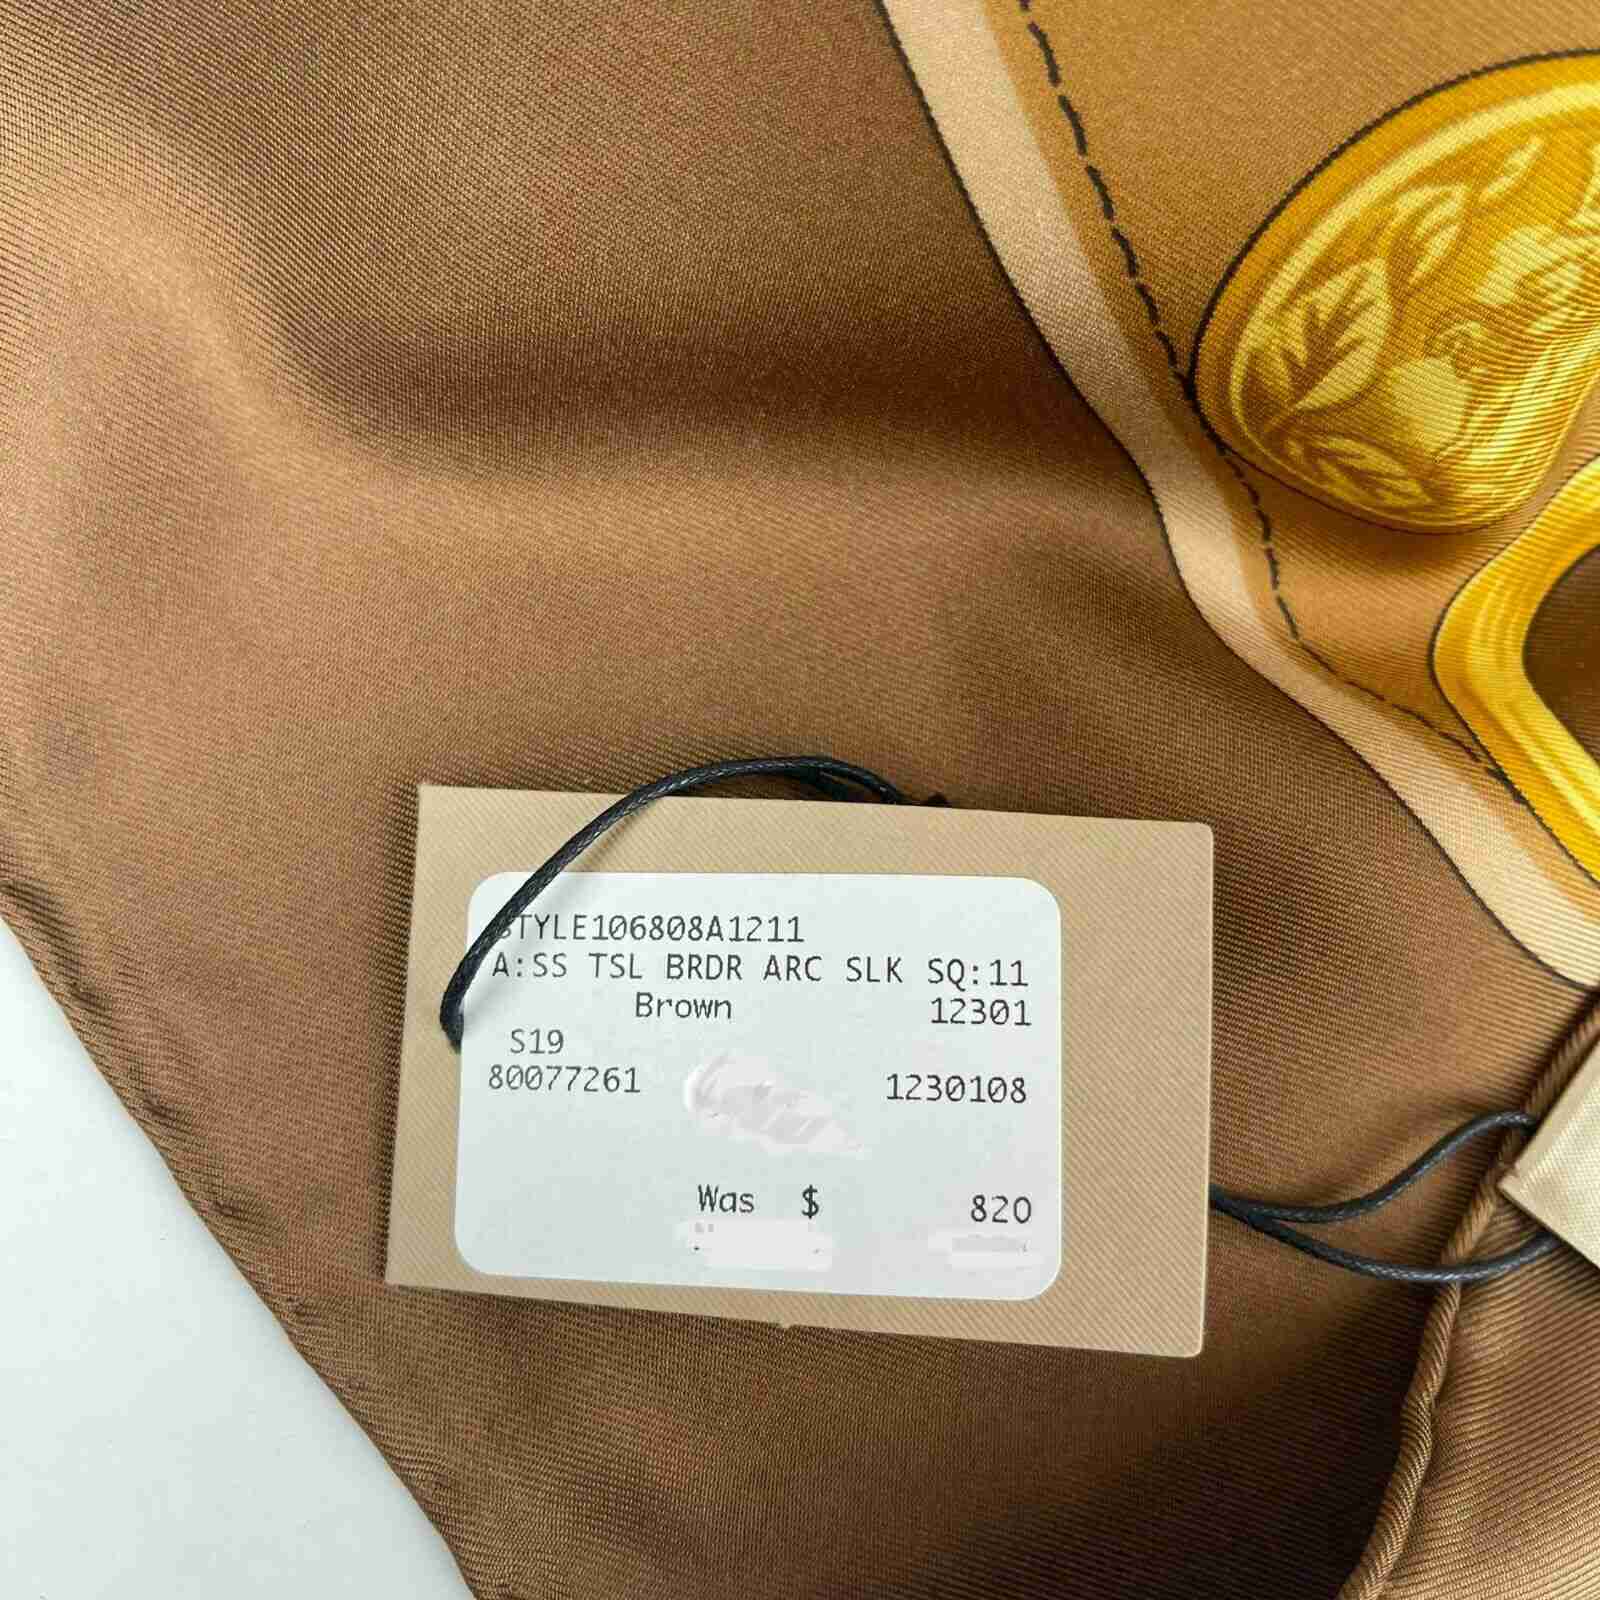 STYLE106808A1211
A:SS TSL BRDR ARC SLK SQ:11
Brown 12301
S19
80077261 1230108
Was $ 820